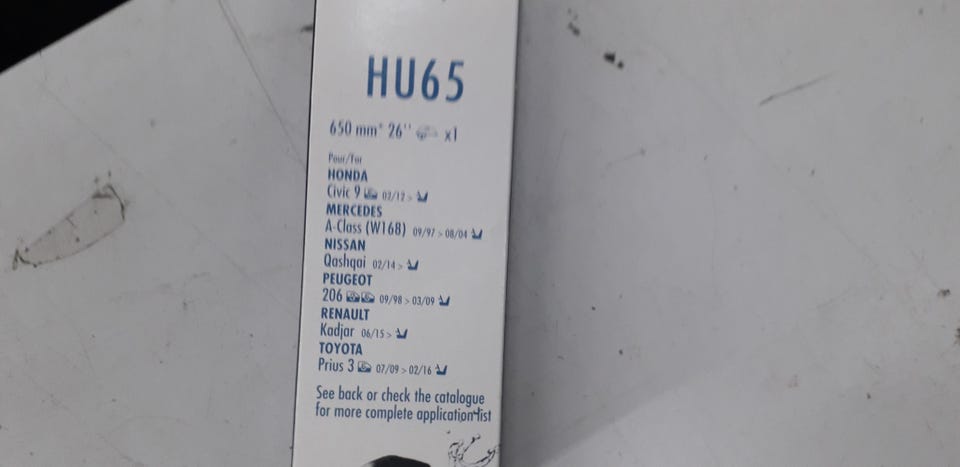 HU65
650 mm* 26'' x1
Pour/For
HONDA
Civic 9 02/12 >
MERCEDES
A-Class (W168) 09/97 > 08/04
NISSAN
Qashqai 02/14 >
PEUGEOT
206 09/98 > 03/09
RENAULT
Kadjar 06/15 >
TOYOTA
Prius 3 07/09 > 02/16
See back or check the catalogue
for more complete application list